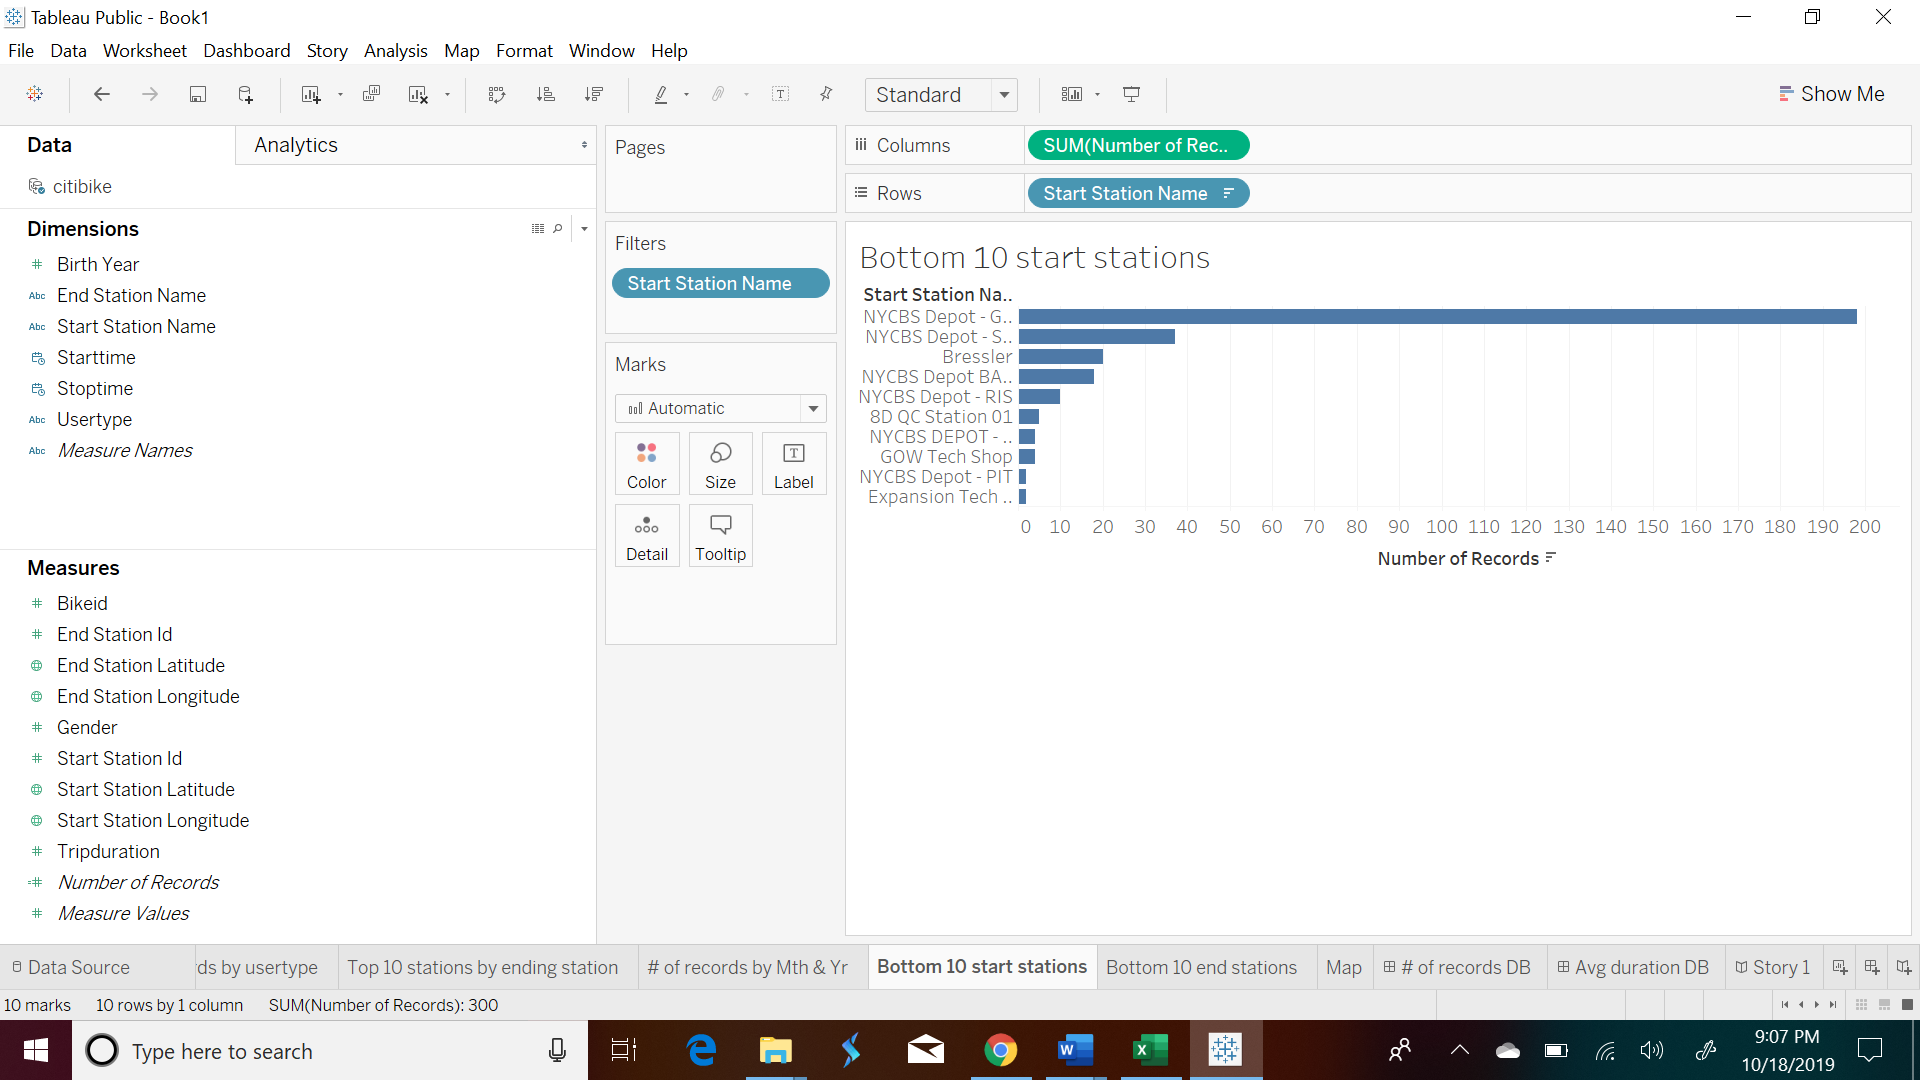 Tableau Public - Book1
File Data Worksheet Dashboard Story Analysis Map Format Window Help
Standard
Show Me
Data
Analytics
citibike
Dimensions
Birth Year
Abc End Station Name
Abc Start Station Name
Starttime
Stoptime
Abc Usertype
Abc Measure Names
Measures
Bikeid
End Station Id
End Station Latitude
End Station Longitude
Gender
Start Station Id
Start Station Latitude
Start Station Longitude
Tripduration
Number of Records
Measure Values
Pages
Filters
Start Station Name
Marks
Automatic
Color Size Label
Detail Tooltip
Columns SUM(Number of Rec..
Rows Start Station Name
Bottom 10 start stations
Start Station Na..
NYCBS Depot - G..
NYCBS Depot - S..
Bressler
NYCBS Depot BA..
NYCBS Depot - RIS
8D QC Station 01
NYCBS DEPOT - ..
GOW Tech Shop
NYCBS Depot - PIT
Expansion Tech ..
0 10 20 30 40 50 60 70 80 90 100 110 120 130 140 150 160 170 180 190 200
Number of Records
Data Source ds by usertype Top 10 stations by ending station # of records by Mth & Yr Bottom 10 start stations Bottom 10 end stations Map # of records DB Avg duration DB Story 1
10 marks 10 rows by 1 column SUM(Number of Records): 300
Type here to search
9:07 PM
10/18/2019